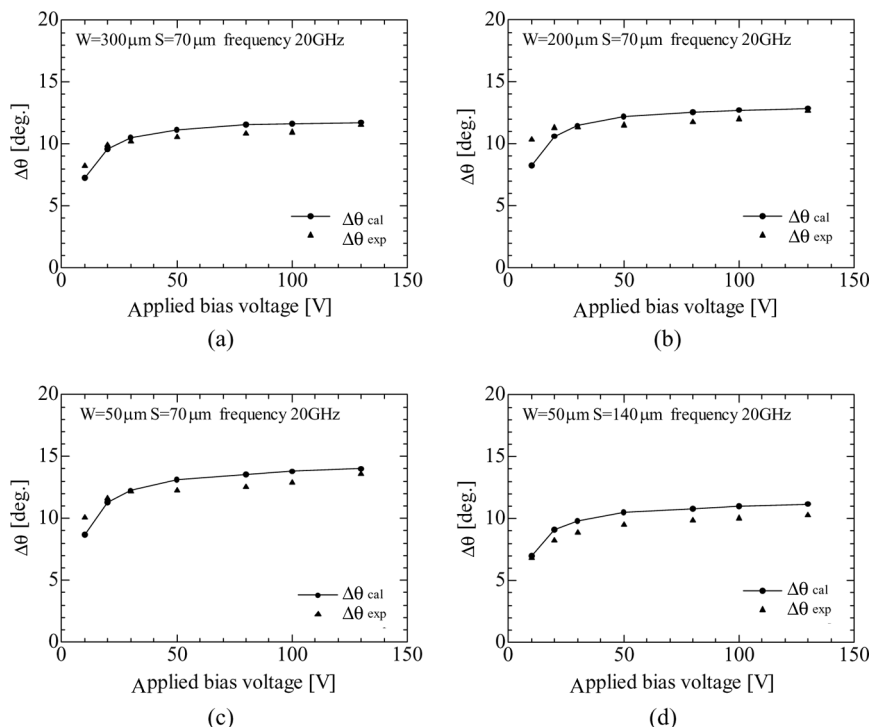 W=300μm S=70μm frequency 20GHz
20
15
10
5
0
Δθ [deg.]
Δθ cal
Δθ exp
0 50 100 150
Applied bias voltage [V]
(a)
W=200μm S=70μm frequency 20GHz
20
15
10
5
0
Δθ [deg.]
Δθ cal
Δθ exp
0 50 100 150
Applied bias voltage [V]
(b)
W=50μm S=70μm frequency 20GHz
20
15
10
5
0
Δθ [deg.]
Δθ cal
Δθ exp
0 50 100 150
Applied bias voltage [V]
(c)
W=50μm S=140μm frequency 20GHz
20
15
10
5
0
Δθ [deg.]
Δθ cal
Δθ exp
0 50 100 150
Applied bias voltage [V]
(d)